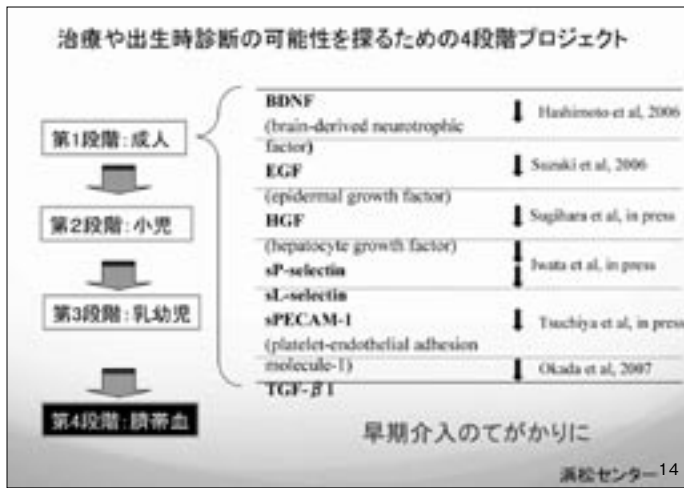 治療や出生時診断の可能性を探るための4段階プロジェクト
第1段階:成人
第2段階:小児
第3段階:乳幼児
第4段階:臍帯血
BDNF
(brain-derived neurotrophic
factor)
EGF
(epidermal growth factor)
HGF
(hepatocyte growth factor)
sP-selectin
sL-selectin
sPECAM-1
(platelet-endothelial adhesion
molecule-1)
TGF-β1
Hashimoto et al, 2006
Suzuki et al, 2006
Sugihara et al, in press
Iwata et al, in press
Tsuchiya et al, in press
Okada et al, 2007
早期介入のてがかりに
浜松センター 14